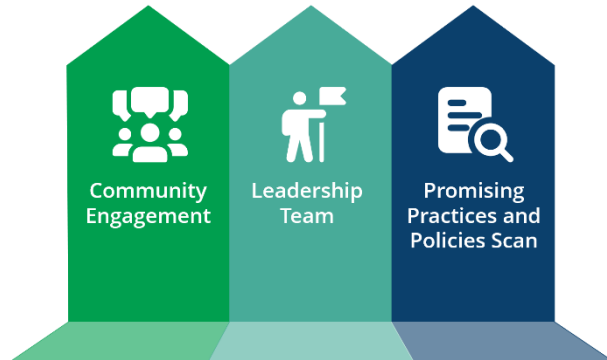 Community
Engagement
Leadership
Team
Promising
Practices and
Policies Scan